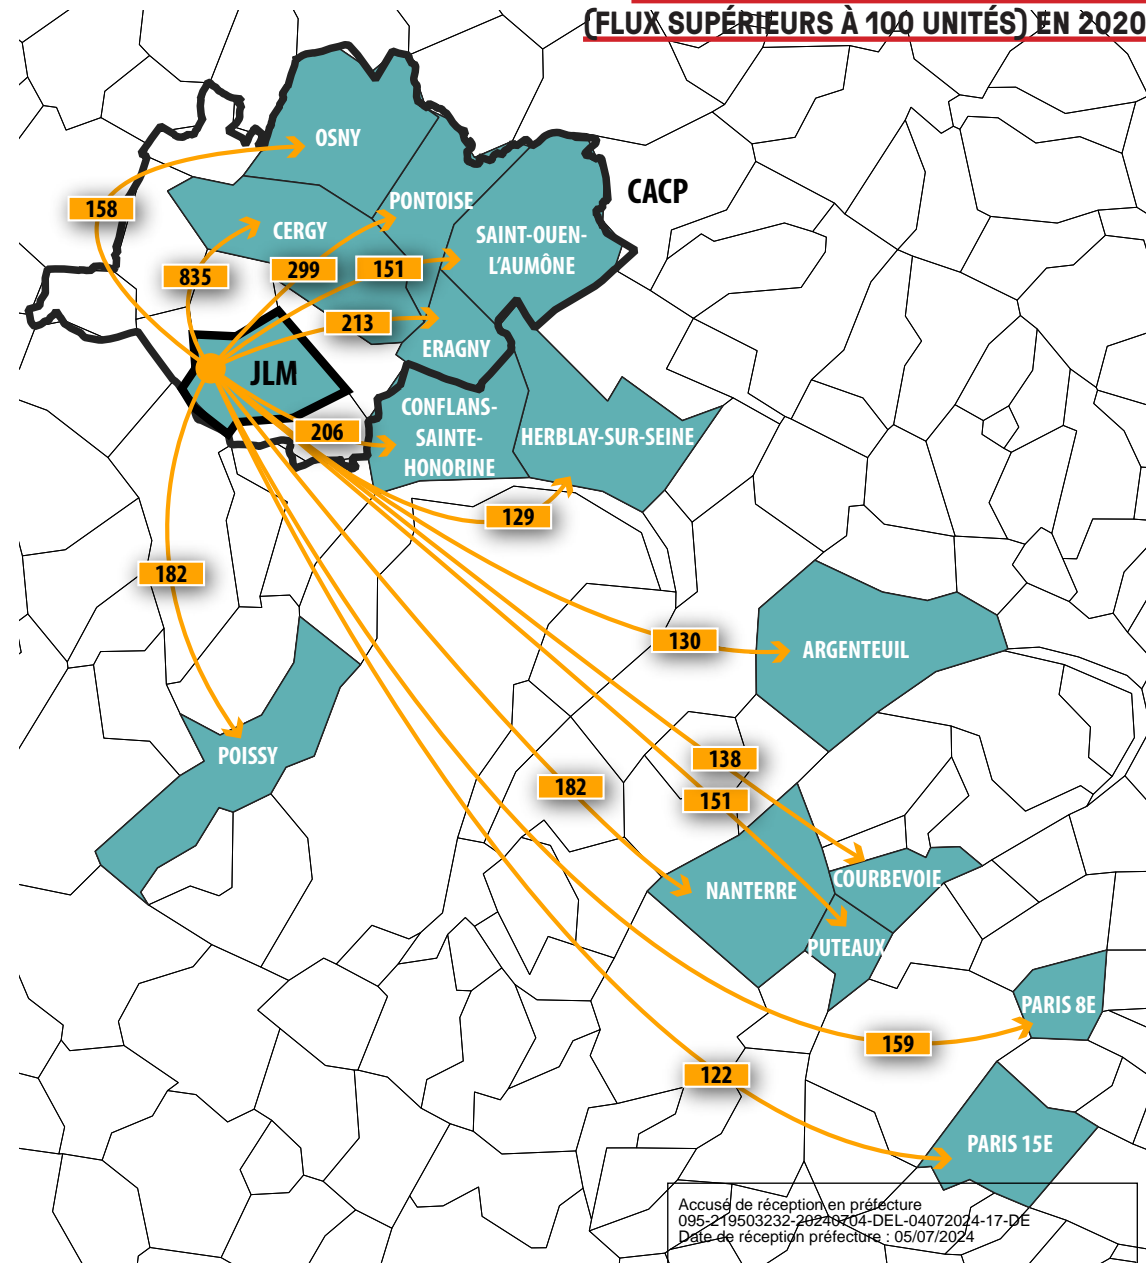 (FLUX SUPÉRIEURS À 100 UNITÉS) EN 2020
OSNY
CACP
PONTOISE
158
CERGY
SAINT-OUEN-
L'AUMÔNE
835
299
151
213
ERAGNY
JLM
CONFLANS-
SAINTE-
HONORINE
206
HERBLAY-SUR-SEINE
129
182
130
ARGENTEUIL
POISSY
138
182
151
NANTERRE
COURBEVOIE
PUTEAUX
PARIS 8E
159
122
PARIS 15E
Accusé de réception en préfecture
095-219503232-20240704-DEL-04072024-17-DE
Date de réception préfecture : 05/07/2024